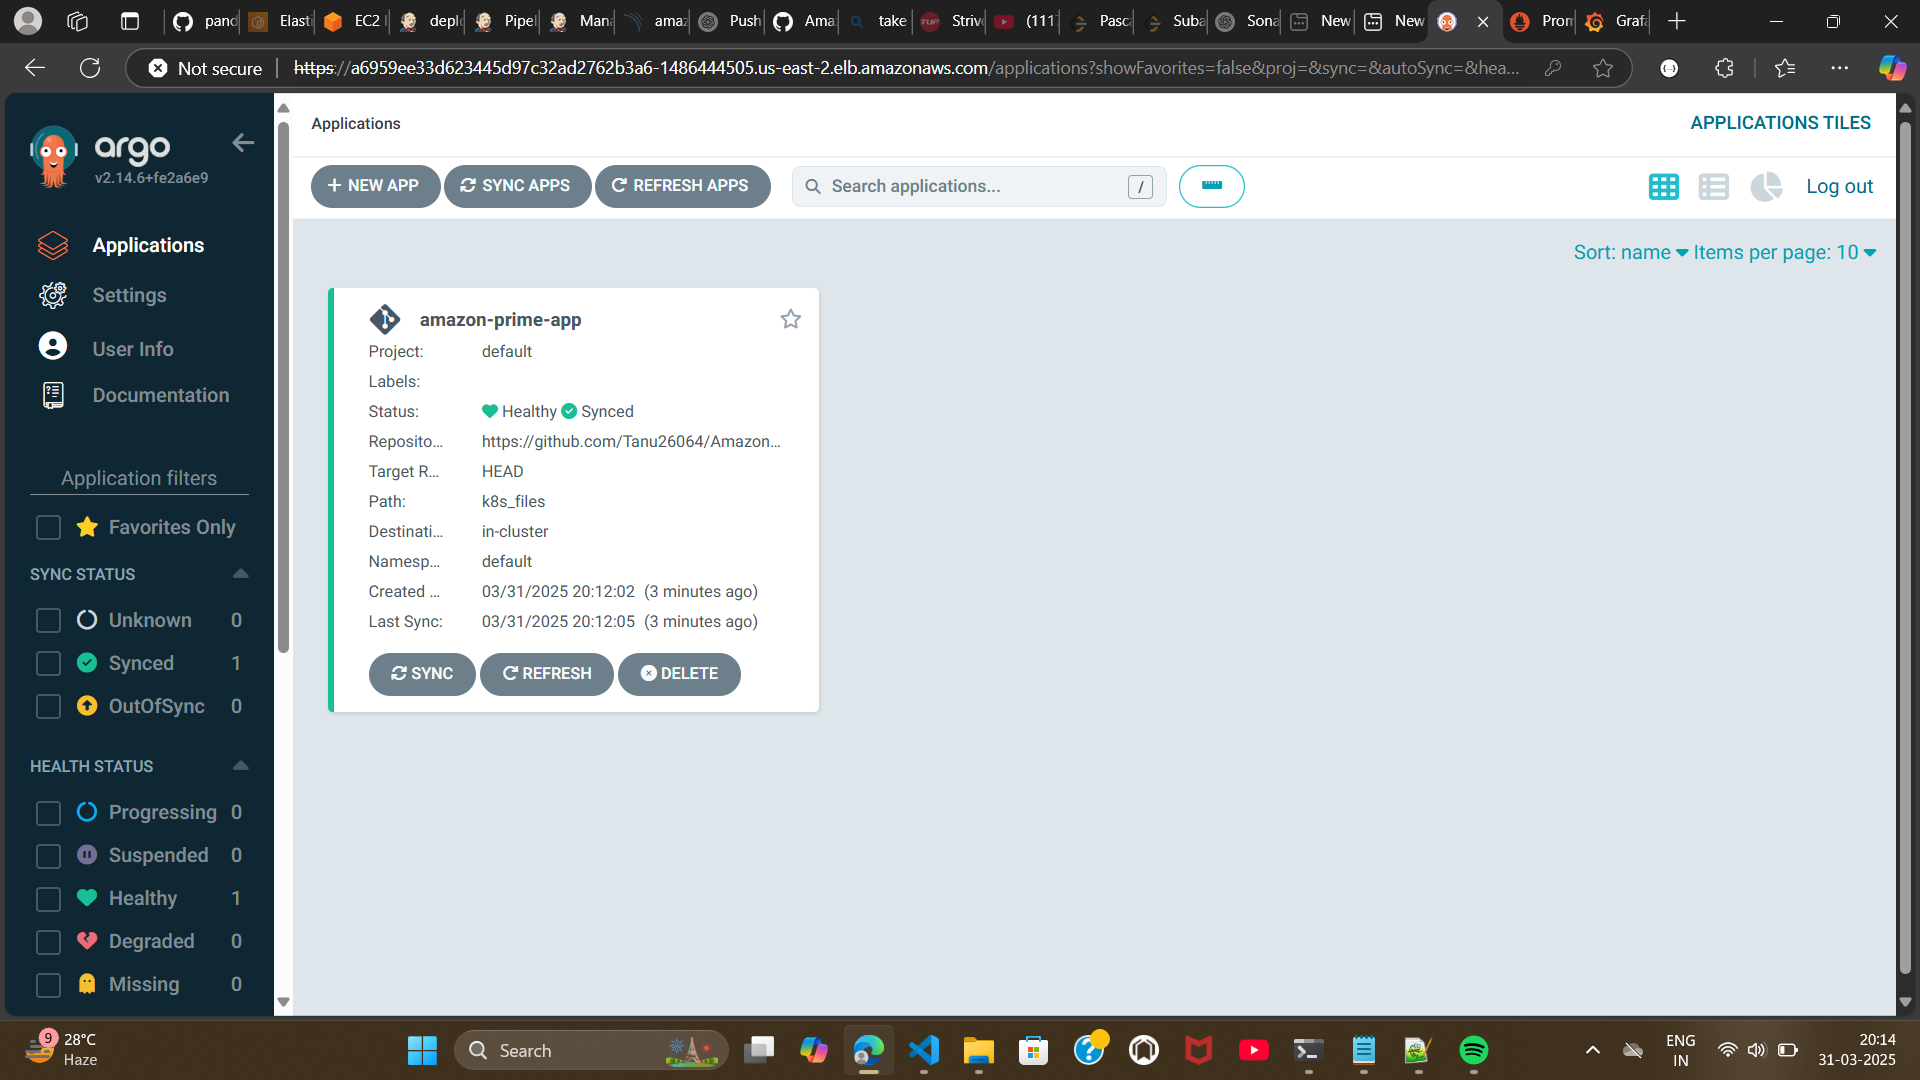 pand
Elasti
EC2 I
deplo
Pipel
Mana
amaz
Push
Ama
take
Strive
(111
Pasca
Suba
Sona
New
New
Prom
Grafa
Not secure
https://a6959ee33d623445d97c32ad2762b3a6-1486444505.us-east-2.elb.amazonaws.com/applications?showFavorites=false&proj=&sync=&autoSync=&hea...
argo
v2.14.6+fe2a6e9
Applications
Settings
User Info
Documentation
Application filters
Favorites Only
SYNC STATUS
Unknown 0
Synced 1
OutOfSync 0
HEALTH STATUS
Progressing 0
Suspended 0
Healthy 1
Degraded 0
Missing 0
Applications
APPLICATIONS TILES
+ NEW APP
SYNC APPS
REFRESH APPS
Search applications...
/
Log out
Sort: name
Items per page: 10
amazon-prime-app
Project: default
Labels:
Status: Healthy Synced
Reposito... https://github.com/Tanu26064/Amazon...
Target R... HEAD
Path: k8s_files
Destinati... in-cluster
Namesp... default
Created ... 03/31/2025 20:12:02 (3 minutes ago)
Last Sync: 03/31/2025 20:12:05 (3 minutes ago)
SYNC
REFRESH
DELETE
9
28°C
Haze
Search
ENG
IN
20:14
31-03-2025